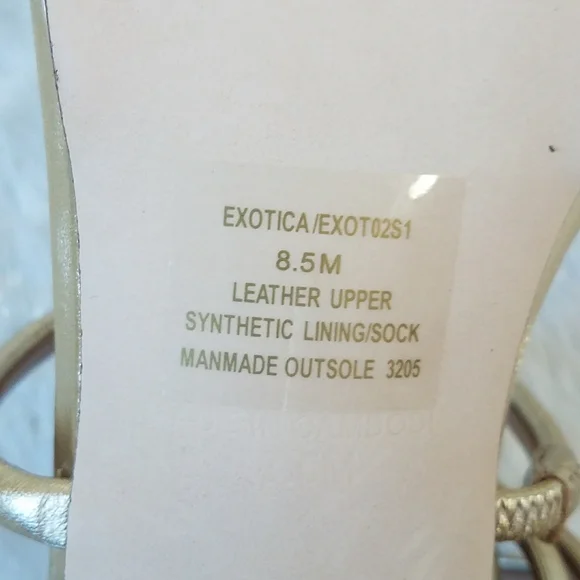 EXOTICA/EXOT02S1
8.5M
LEATHER UPPER
SYNTHETIC LINING/SOCK
MANMADE OUTSOLE 3205